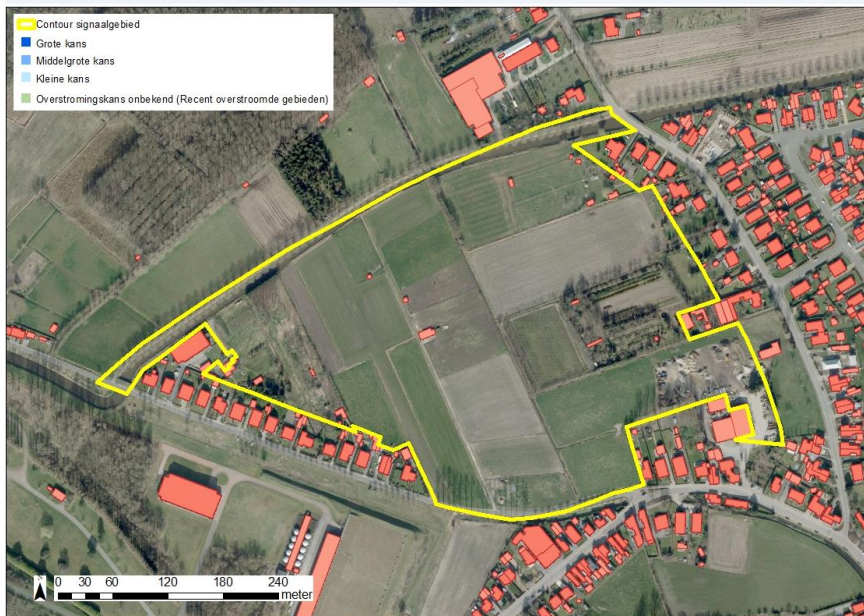 Contour signaalgebied
Grote kans
Middelgrote kans
Kleine kans
Overstromingskans onbekend (Recent overstroomde gebieden)
0 30 60 120 180 240
meter